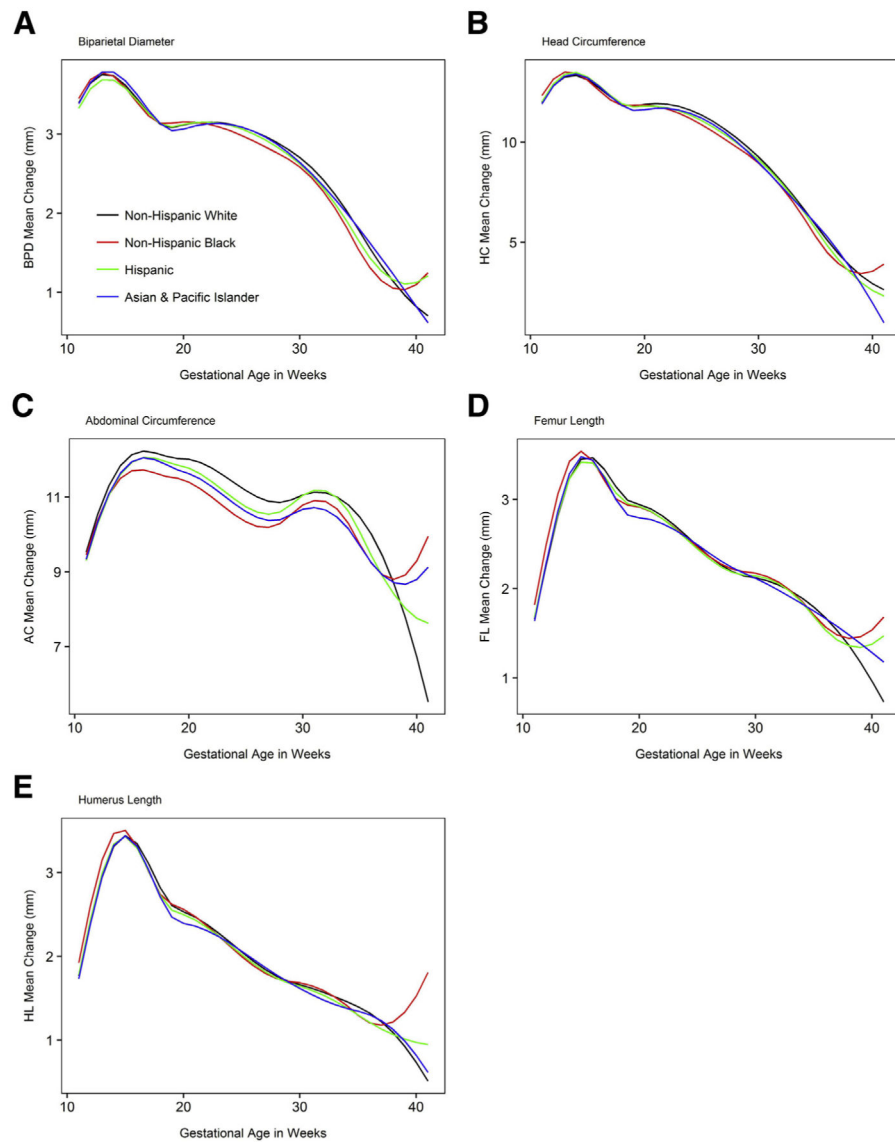 A
Biparietal Diameter
BPD Mean Change (mm)
3
2
1
Non-Hispanic White
Non-Hispanic Black
Hispanic
Asian & Pacific Islander
10
20
30
40
Gestational Age in Weeks
B
Head Circumference
HC Mean Change (mm)
10
5
10
20
30
40
Gestational Age in Weeks
C
Abdominal Circumference
AC Mean Change (mm)
11
9
7
10
20
30
40
Gestational Age in Weeks
D
Femur Length
FL Mean Change (mm)
3
2
1
10
20
30
40
Gestational Age in Weeks
E
Humerus Length
HL Mean Change (mm)
3
2
1
10
20
30
40
Gestational Age in Weeks